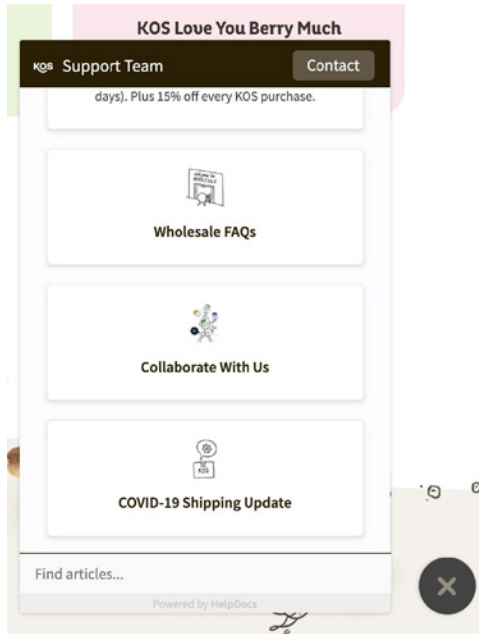 KOS Love You Berry Much
KOS Support Team
Contact
days). Plus 15% off every KOS purchase.
Wholesale FAQs
Collaborate With Us
COVID-19 Shipping Update
Find articles...
Powered by HelpDocs